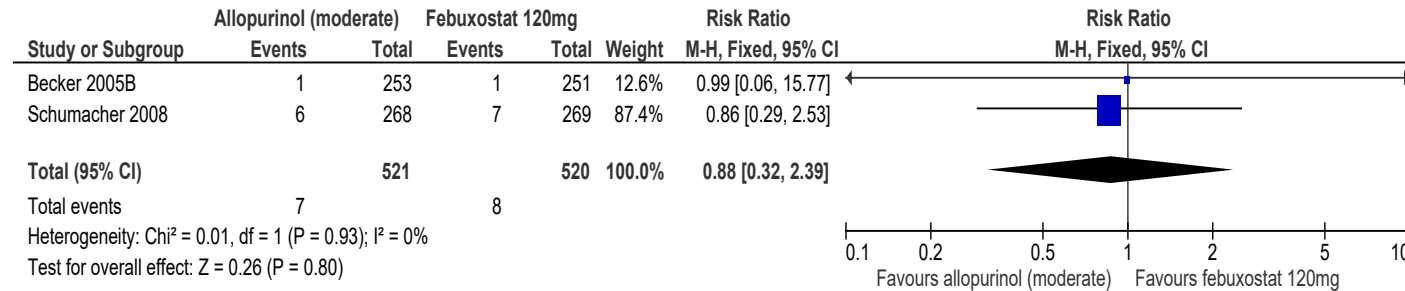 Allopurinol (moderate) Febuxostat 120mg Risk Ratio Risk Ratio
Study or Subgroup Events Total Events Total Weight M-H, Fixed, 95% CI M-H, Fixed, 95% CI
Becker 2005B 1 253 1 251 12.6% 0.99 [0.06, 15.77]
Schumacher 2008 6 268 7 269 87.4% 0.86 [0.29, 2.53]
Total (95% CI) 521 520 100.0% 0.88 [0.32, 2.39]
Total events 7 8
Heterogeneity: Chi² = 0.01, df = 1 (P = 0.93); I² = 0%
Test for overall effect: Z = 0.26 (P = 0.80)
0.1 0.2 0.5 1 2 5 10
Favours allopurinol (moderate) Favours febuxostat 120mg